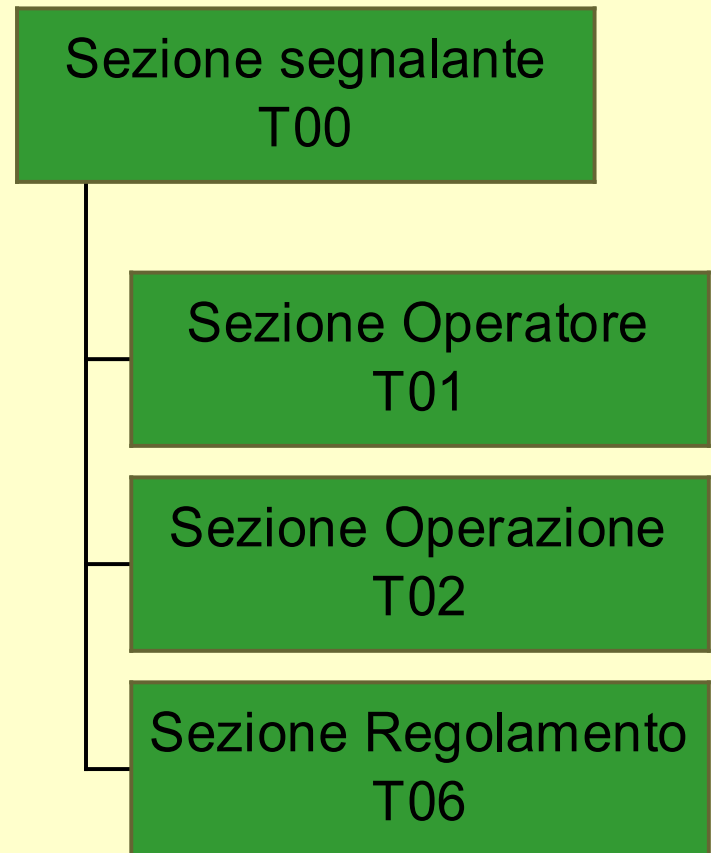 Sezione segnalante
T00
Sezione Operatore
T01
Sezione Operazione
T02
Sezione Regolamento
T06